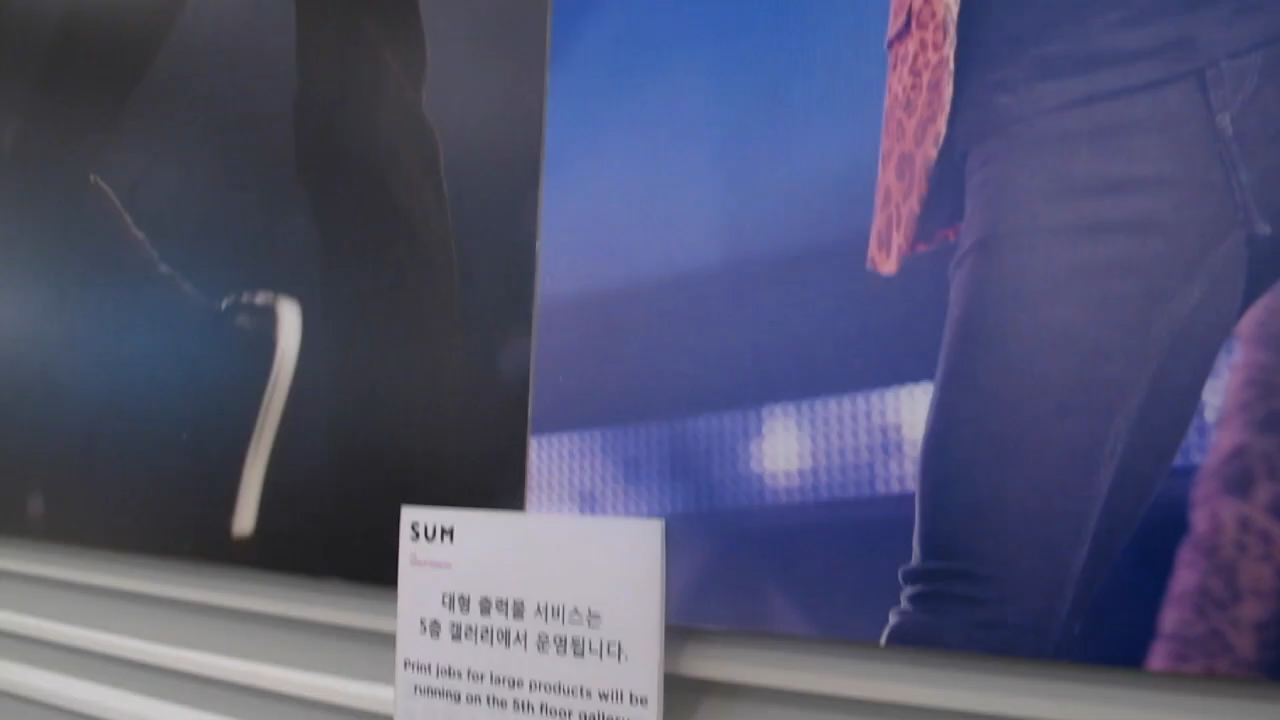 SUM
대형 출력물 서비스는
5층 갤러리에서 운영됩니다.
Print jobs for large products will be
running on the 5th floor gallery